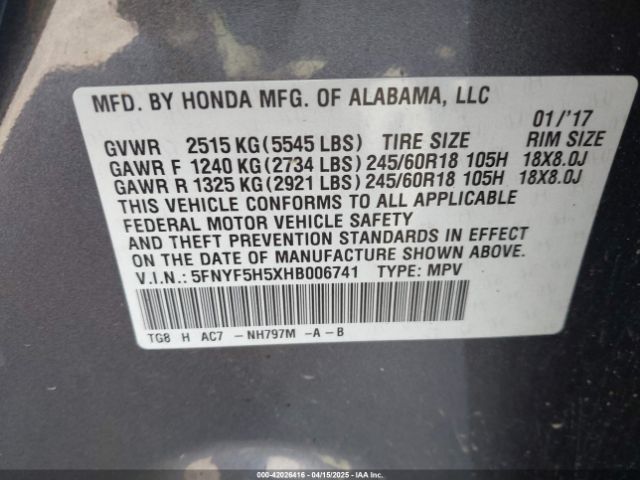 MFD. BY HONDA MFG. OF ALABAMA, LLC
01/'17
GVWR 2515 KG(5545 LBS) TIRE SIZE RIM SIZE
GAWR F 1240 KG(2734 LBS) 245/60R18 105H 18X8.0J
GAWR R 1325 KG(2921 LBS) 245/60R18 105H 18X8.0J
THIS VEHICLE CONFORMS TO ALL APPLICABLE
FEDERAL MOTOR VEHICLE SAFETY
AND THEFT PREVENTION STANDARDS IN EFFECT
ON THE DATE OF MANUFACTURE SHOWN ABOVE.
V.I.N.: 5FNYF5H5XHB006741 TYPE: MPV
TG8 H AC7 -NH797M -A-B
000-42026416 - 04/15/2025 - IAAI.COM